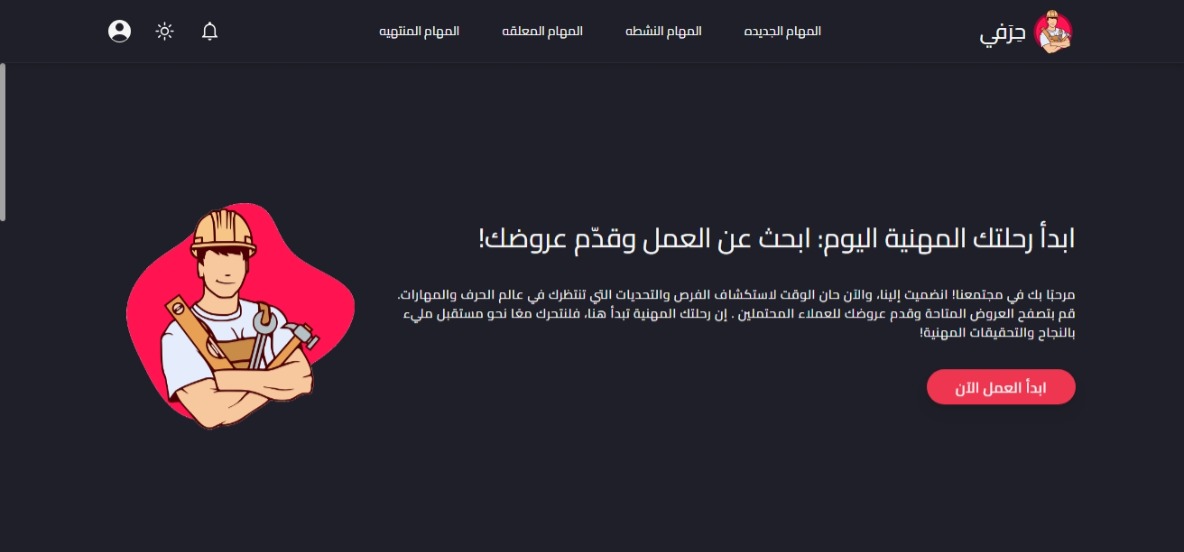 حِرَفي
المهام الجديده
المهام النشطه
المهام المعلقه
المهام المنتهيه
ابدأ رحلتك المهنية اليوم: ابحث عن العمل وقدّم عروضك!
مرحبًا بك في مجتمعنا! انضميت إلينا، والآن حان الوقت لاستكشاف الفرص والتحديات التي تنتظرك في عالم الحرف والمهارات.
قم بتصفح العروض المتاحة وقدم عروضك للعملاء المحتملين . إن رحلتك المهنية تبدأ هنا، فلنتحرك معًا نحو مستقبل مليء
بالنجاح والتحقيقات المهنية!
ابدأ العمل الآن